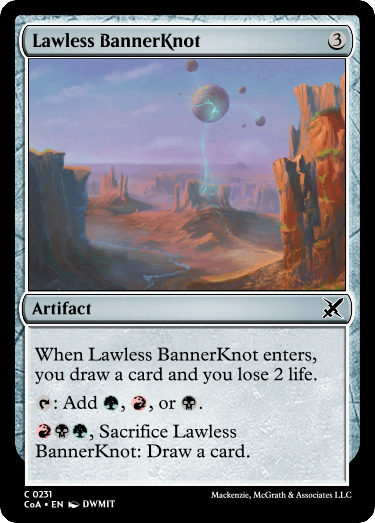 Lawless BannerKnot 3
Artifact
When Lawless BannerKnot enters,
you draw a card and you lose 2 life.
: Add , , or .
, Sacrifice Lawless
BannerKnot: Draw a card.
C 0231
CoA • EN DWMIT
Mackenzie, McGrath & Associates LLC